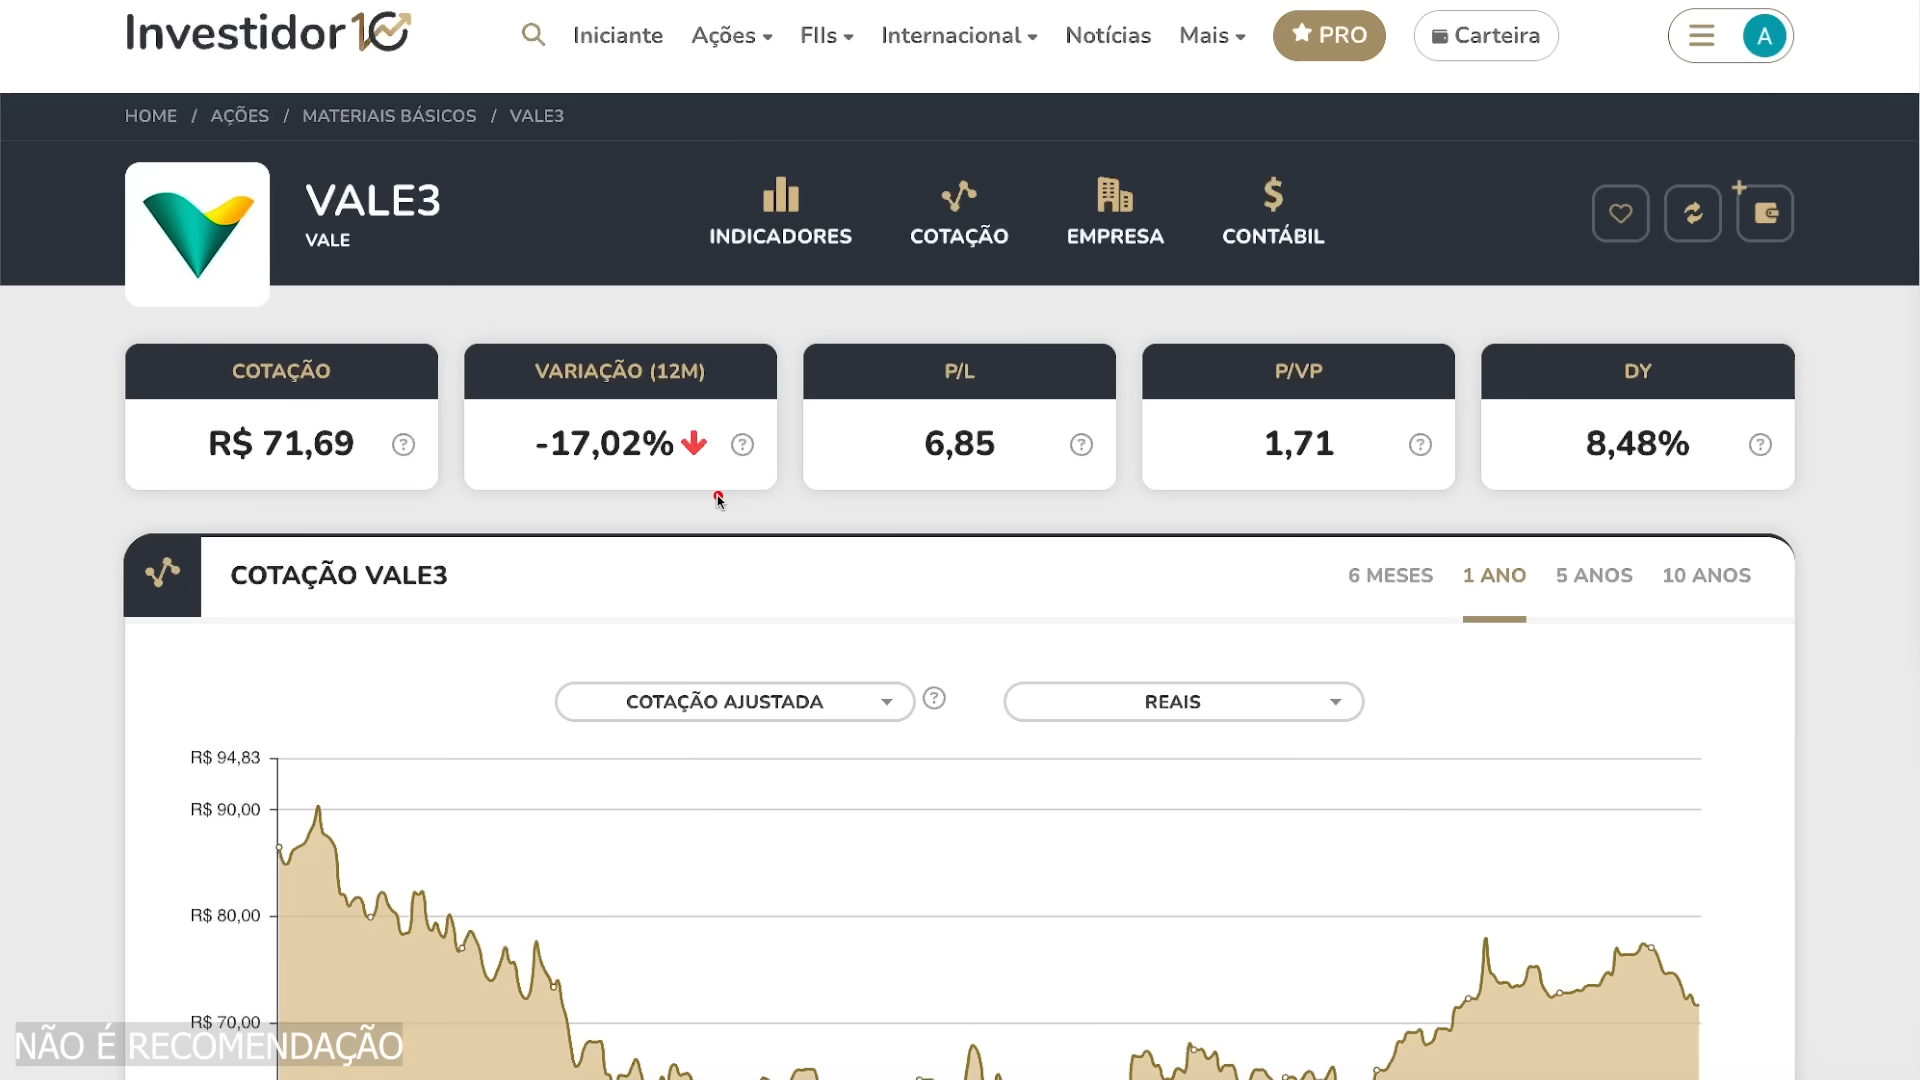 Investidor10
Iniciante
Ações
FIIs
Internacional
Notícias
Mais
PRO
Carteira
A
HOME / AÇÕES / MATERIAIS BÁSICOS / VALE3
VALE3
VALE
INDICADORES
COTAÇÃO
EMPRESA
$
CONTÁBIL
COTAÇÃO
R$ 71,69 ?
VARIAÇÃO (12M)
-17,02% ?
P/L
6,85 ?
P/VP
1,71 ?
DY
8,48% ?
COTAÇÃO VALE3
6 MESES
1 ANO
5 ANOS
10 ANOS
COTAÇÃO AJUSTADA ?
REAIS
R$ 94,83
R$ 90,00
R$ 80,00
R$ 70,00
NÃO É RECOMENDAÇÃO